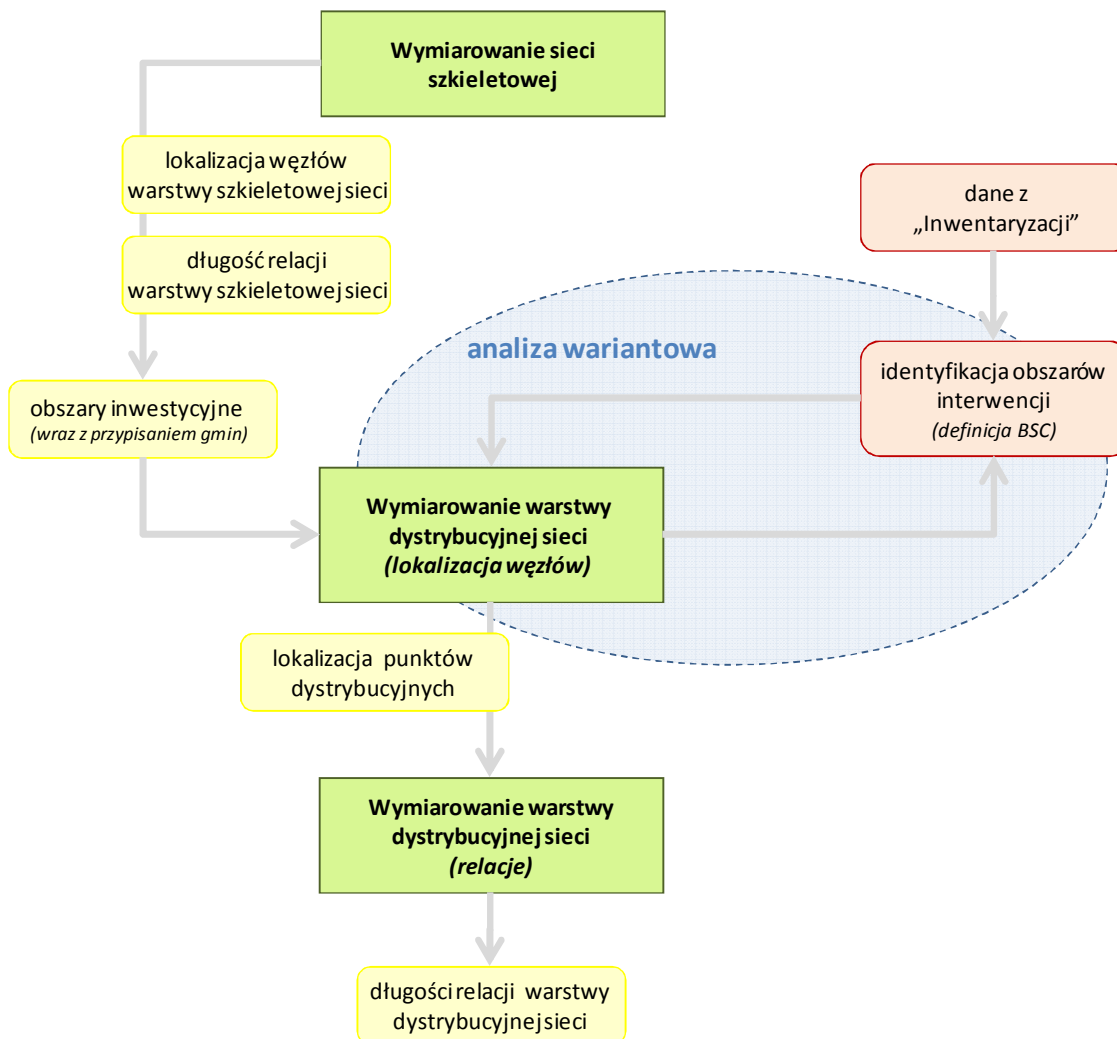 Wymiarowanie sieci
szkieletowej
lokalizacja węzłów
warstwy szkieletowej sieci
dane z
„Inwentaryzacji”
długość relacji
warstwy szkieletowej sieci
analiza wariantowa
identyfikacja obszarów
interwencji
(definicja BSC)
obszary inwestycyjne
(wraz z przypisaniem gmin)
Wymiarowanie warstwy
dystrybucyjnej sieci
(lokalizacja węzłów)
lokalizacja punktów
dystrybucyjnych
Wymiarowanie warstwy
dystrybucyjnej sieci
(relacje)
długości relacji warstwy
dystrybucyjnej sieci